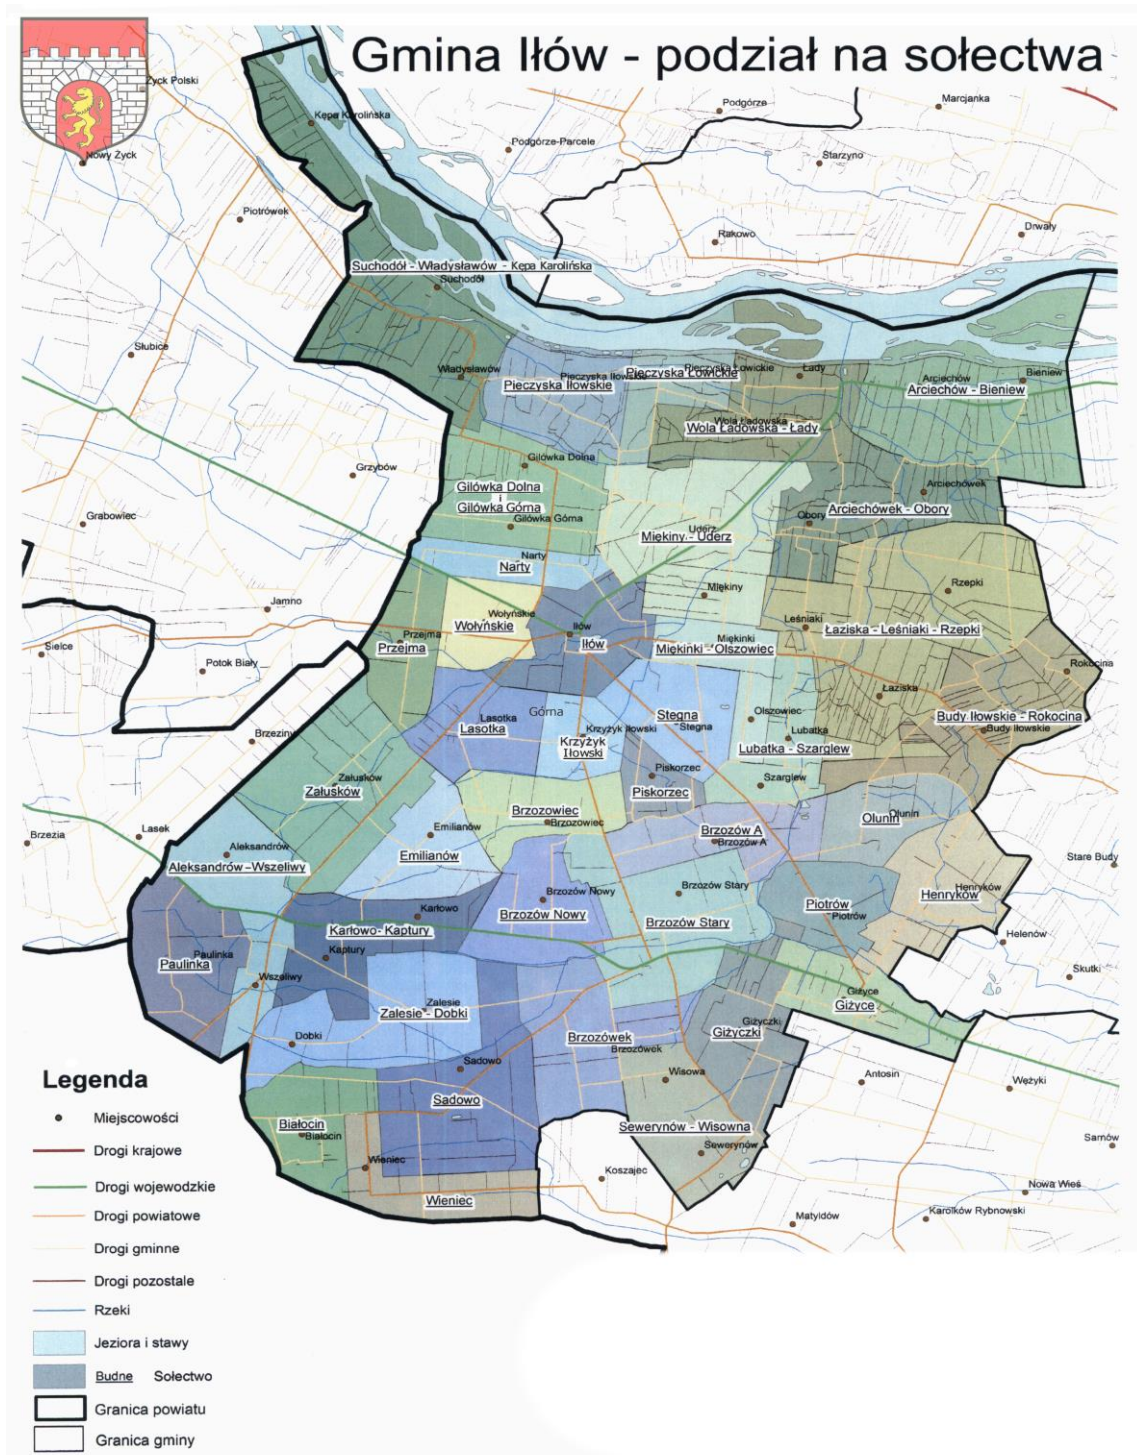 Gmina Iłów - podział na sołectwa
Życk Polski
Nowy Życk
Kępa Karolińska
Podgórze-Parcele
Podgórze
Marcjanka
Starzyno
Piotrówek
Rakowo
Drwały
Suchodół - Władysławów - Kępa Karolińska
Suchodół
Słubice
Władysławów
Pieczyska Iłowskie
Pieczyska Iłowskie
Pieczyska Łowickie
Pieczyska Łowickie
Łady
Arciechów
Bieniew
Arciechów - Bieniew
Wola Ładowska
Wola Ładowska - Łady
Grzybów
Gilówka Dolna
Gilówka Dolna
i
Gilówka Górna
Gilówka Górna
Arciechówek
Arciechówek - Obory
Obory
Grabowiec
Uderz
Miękiny - Uderz
Narty
Narty
Miękiny
Rzepki
Jamno
Wołyńskie
Wołyńskie
Iłów
Iłów
Leśniaki
Łaziska - Leśniaki - Rzepki
Przejma
Przejma
Miękinki
Miękinki - Olszowiec
Sielce
Potok Biały
Rokocina
Łaziska
Lasotka
Lasotka
Górna
Stegna
Stegna
Olszowiec
Budy Iłowskie - Rokocina
Budy Iłowskie
Brzeziny
Krzyżyk Iłowski
Krzyżyk
Iłowski
Lubatka
Lubatka - Szarglew
Załusków
Załusków
Piskorzec
Piskorzec
Szarglew
Brzozowiec
Brzozowiec
Olunin
Olunin
Brzezia
Lasek
Emilianów
Emilianów
Brzozów A
Brzozów A
Aleksandrów
Aleksandrów - Wszeliwy
Stare Budy
Henryków
Henryków
Brzozów Nowy
Brzozów Nowy
Brzozów Stary
Brzozów Stary
Piotrów
Piotrów
Karłowo
Karłowo- Kaptury
Kaptury
Helenów
Paulinka
Paulinka
Wszeliwy
Skutki
Zalesie
Zalesie - Dobki
Giżyce
Giżyce
Dobki
Brzozówek
Brzozówek
Giżyczki
Giżyczki
Sadowo
Sadowo
Wisowa
Antosin
Wężyki
Białocin
Białocin
Sewerynów - Wisowna
Sewerynów
Sarnów
Wieniec
Wieniec
Koszajec
Nowa Wieś
Matyldów
Karolków Rybnowski
Legenda
Miejscowości
Drogi krajowe
Drogi wojewodzkie
Drogi powiatowe
Drogi gminne
Drogi pozostale
Rzeki
Jeziora i stawy
Budne Sołectwo
Granica powiatu
Granica gminy